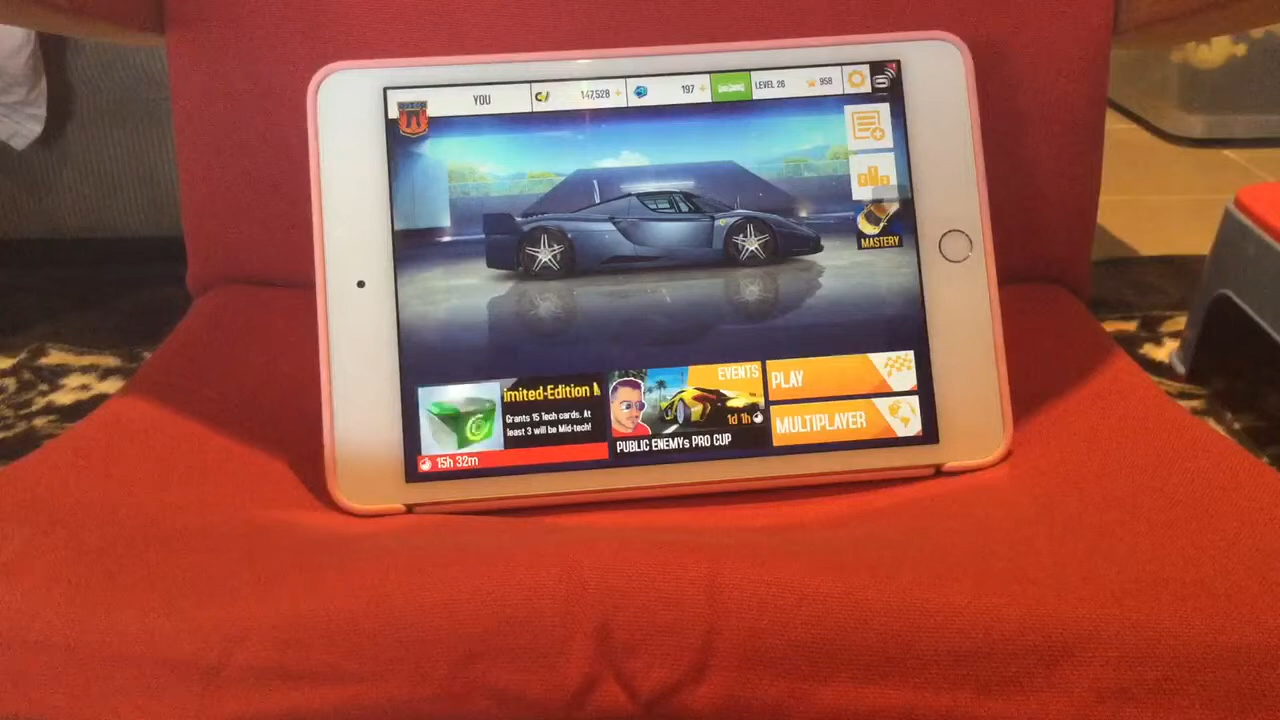 YOU
147,528
197
LEVEL 26
958
MASTERY
imited-Edition
Grants 15 Tech cards. At
least 3 will be Mid-tech!
15h 32m
EVENTS
1d 1h
PUBLIC ENEMYs PRO CUP
PLAY
MULTIPLAYER